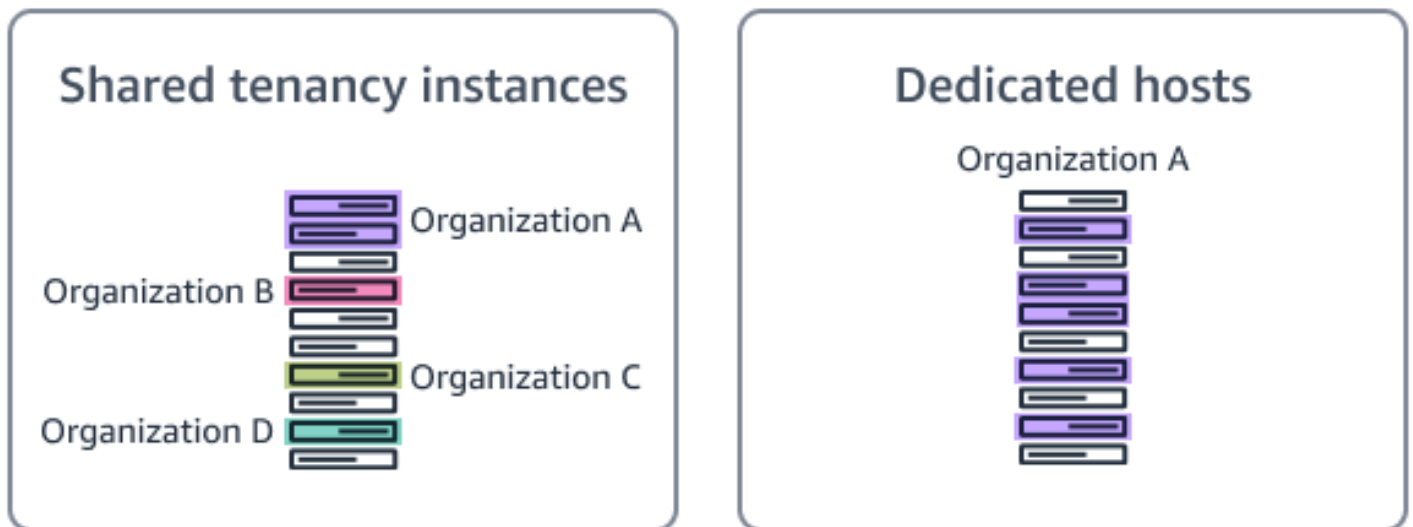 Shared tenancy instances
Organization A
Organization B
Organization C
Organization D
Dedicated hosts
Organization A